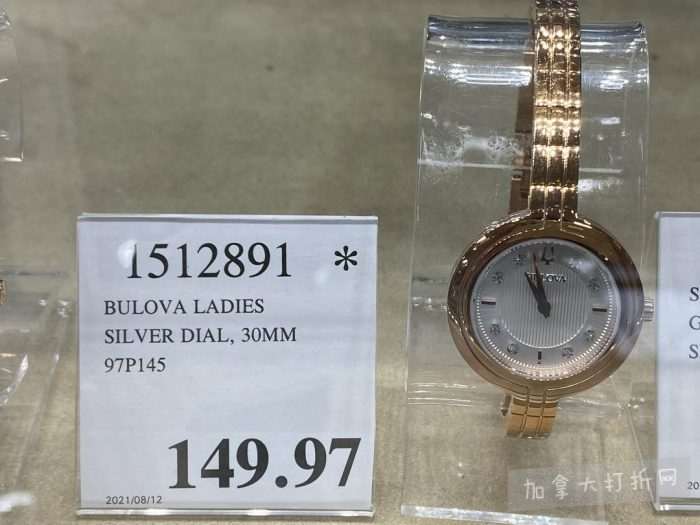 1512891 *
BULOVA LADIES
SILVER DIAL, 30MM
97P145
149.97
2021/08/12
BULOVA
S
G
S
20
加拿大打折网